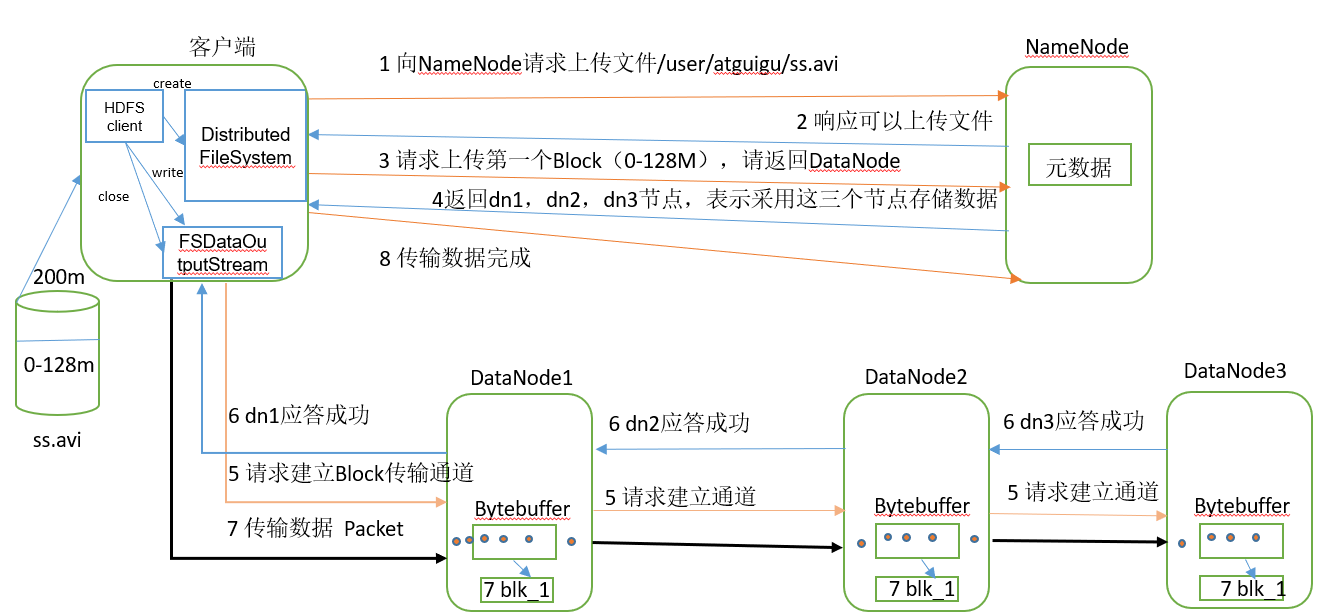 客户端
NameNode
1 向NameNode请求上传文件/user/atguigu/ss.avi
create
HDFS
client
Distributed
FileSystem
2 响应可以上传文件
3 请求上传第一个Block（0-128M），请返回DataNode
元数据
write
close
4返回dn1，dn2，dn3节点，表示采用这三个节点存储数据
FSDataOu
tputStream
8 传输数据完成
200m
0-128m
ss.avi
DataNode1
DataNode2
DataNode3
6 dn1应答成功
6 dn2应答成功
6 dn3应答成功
5 请求建立Block传输通道
5 请求建立通道
5 请求建立通道
Bytebuffer
Bytebuffer
Bytebuffer
7 传输数据 Packet
7 blk_1
7 blk_1
7 blk_1